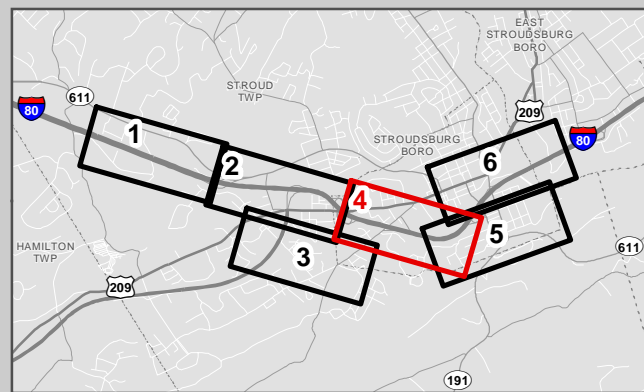 EAST
STROUDSBURG
BORO
611
80
STROUD
TWP
209
1
STROUDSBURG
BORO
80
2
6
4
HAMILTON
TWP
5
3
611
209
191